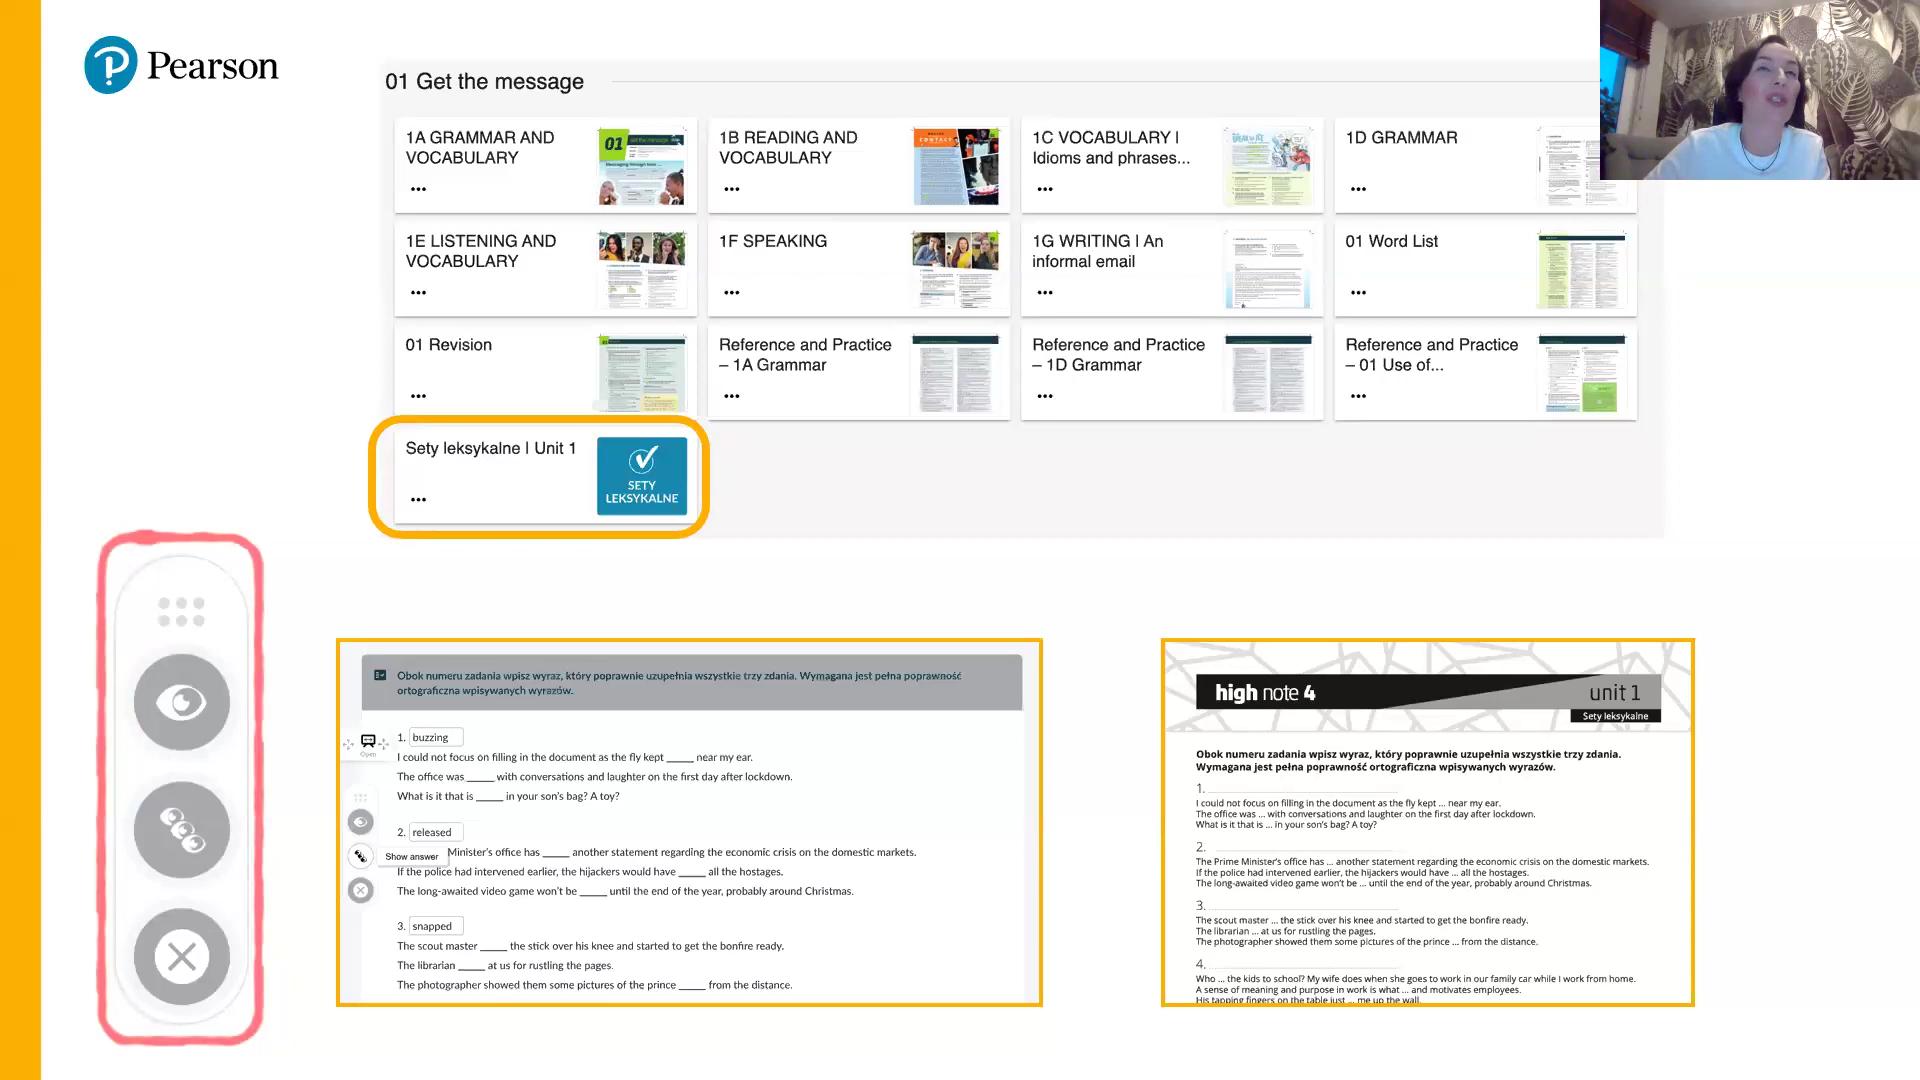 Pearson
01 Get the message
1A GRAMMAR AND
VOCABULARY
1B READING AND
VOCABULARY
1C VOCABULARY |
Idioms and phrases...
1D GRAMMAR
1E LISTENING AND
VOCABULARY
1F SPEAKING
1G WRITING | An
informal email
01 Word List
01 Revision
Reference and Practice
– 1A Grammar
Reference and Practice
– 1D Grammar
Reference and Practice
– 01 Use of...
Sety leksykalne | Unit 1
SETY
LEKSYKALNE
Obok numeru zadania wpisz wyraz, który poprawnie uzupełnia wszystkie trzy zdania. Wymagana jest pełna poprawność
ortograficzna wpisywanych wyrazów.
1. buzzing
Open
I could not focus on filling in the document as the fly kept _____ near my ear.
The office was _____ with conversations and laughter on the first day after lockdown.
What is it that is _____ in your son's bag? A toy?
2. released
Show answer
Minister's office has _____ another statement regarding the economic crisis on the domestic markets.
If the police had intervened earlier, the hijackers would have _____ all the hostages.
The long-awaited video game won't be _____ until the end of the year, probably around Christmas.
3. snapped
The scout master _____ the stick over his knee and started to get the bonfire ready.
The librarian _____ at us for rustling the pages.
The photographer showed them some pictures of the prince _____ from the distance.
high note 4
unit 1
Sety leksykalne
Obok numeru zadania wpisz wyraz, który poprawnie uzupełnia wszystkie trzy zdania.
Wymagana jest pełna poprawność ortograficzna wpisywanych wyrazów.
1.
I could not focus on filling in the document as the fly kept ... near my ear.
The office was ... with conversations and laughter on the first day after lockdown.
What is it that is ... in your son's bag? A toy?
2.
The Prime Minister's office has ... another statement regarding the economic crisis on the domestic markets.
If the police had intervened earlier, the hijackers would have ... all the hostages.
The long-awaited video game won't be ... until the end of the year, probably around Christmas.
3.
The scout master ... the stick over his knee and started to get the bonfire ready.
The librarian ... at us for rustling the pages.
The photographer showed them some pictures of the prince ... from the distance.
4.
Who ... the kids to school? My wife does when she goes to work in our family car while I work from home.
A sense of meaning and purpose in work is what ... and motivates employees.
His tapping fingers on the table just ... me up the wall.